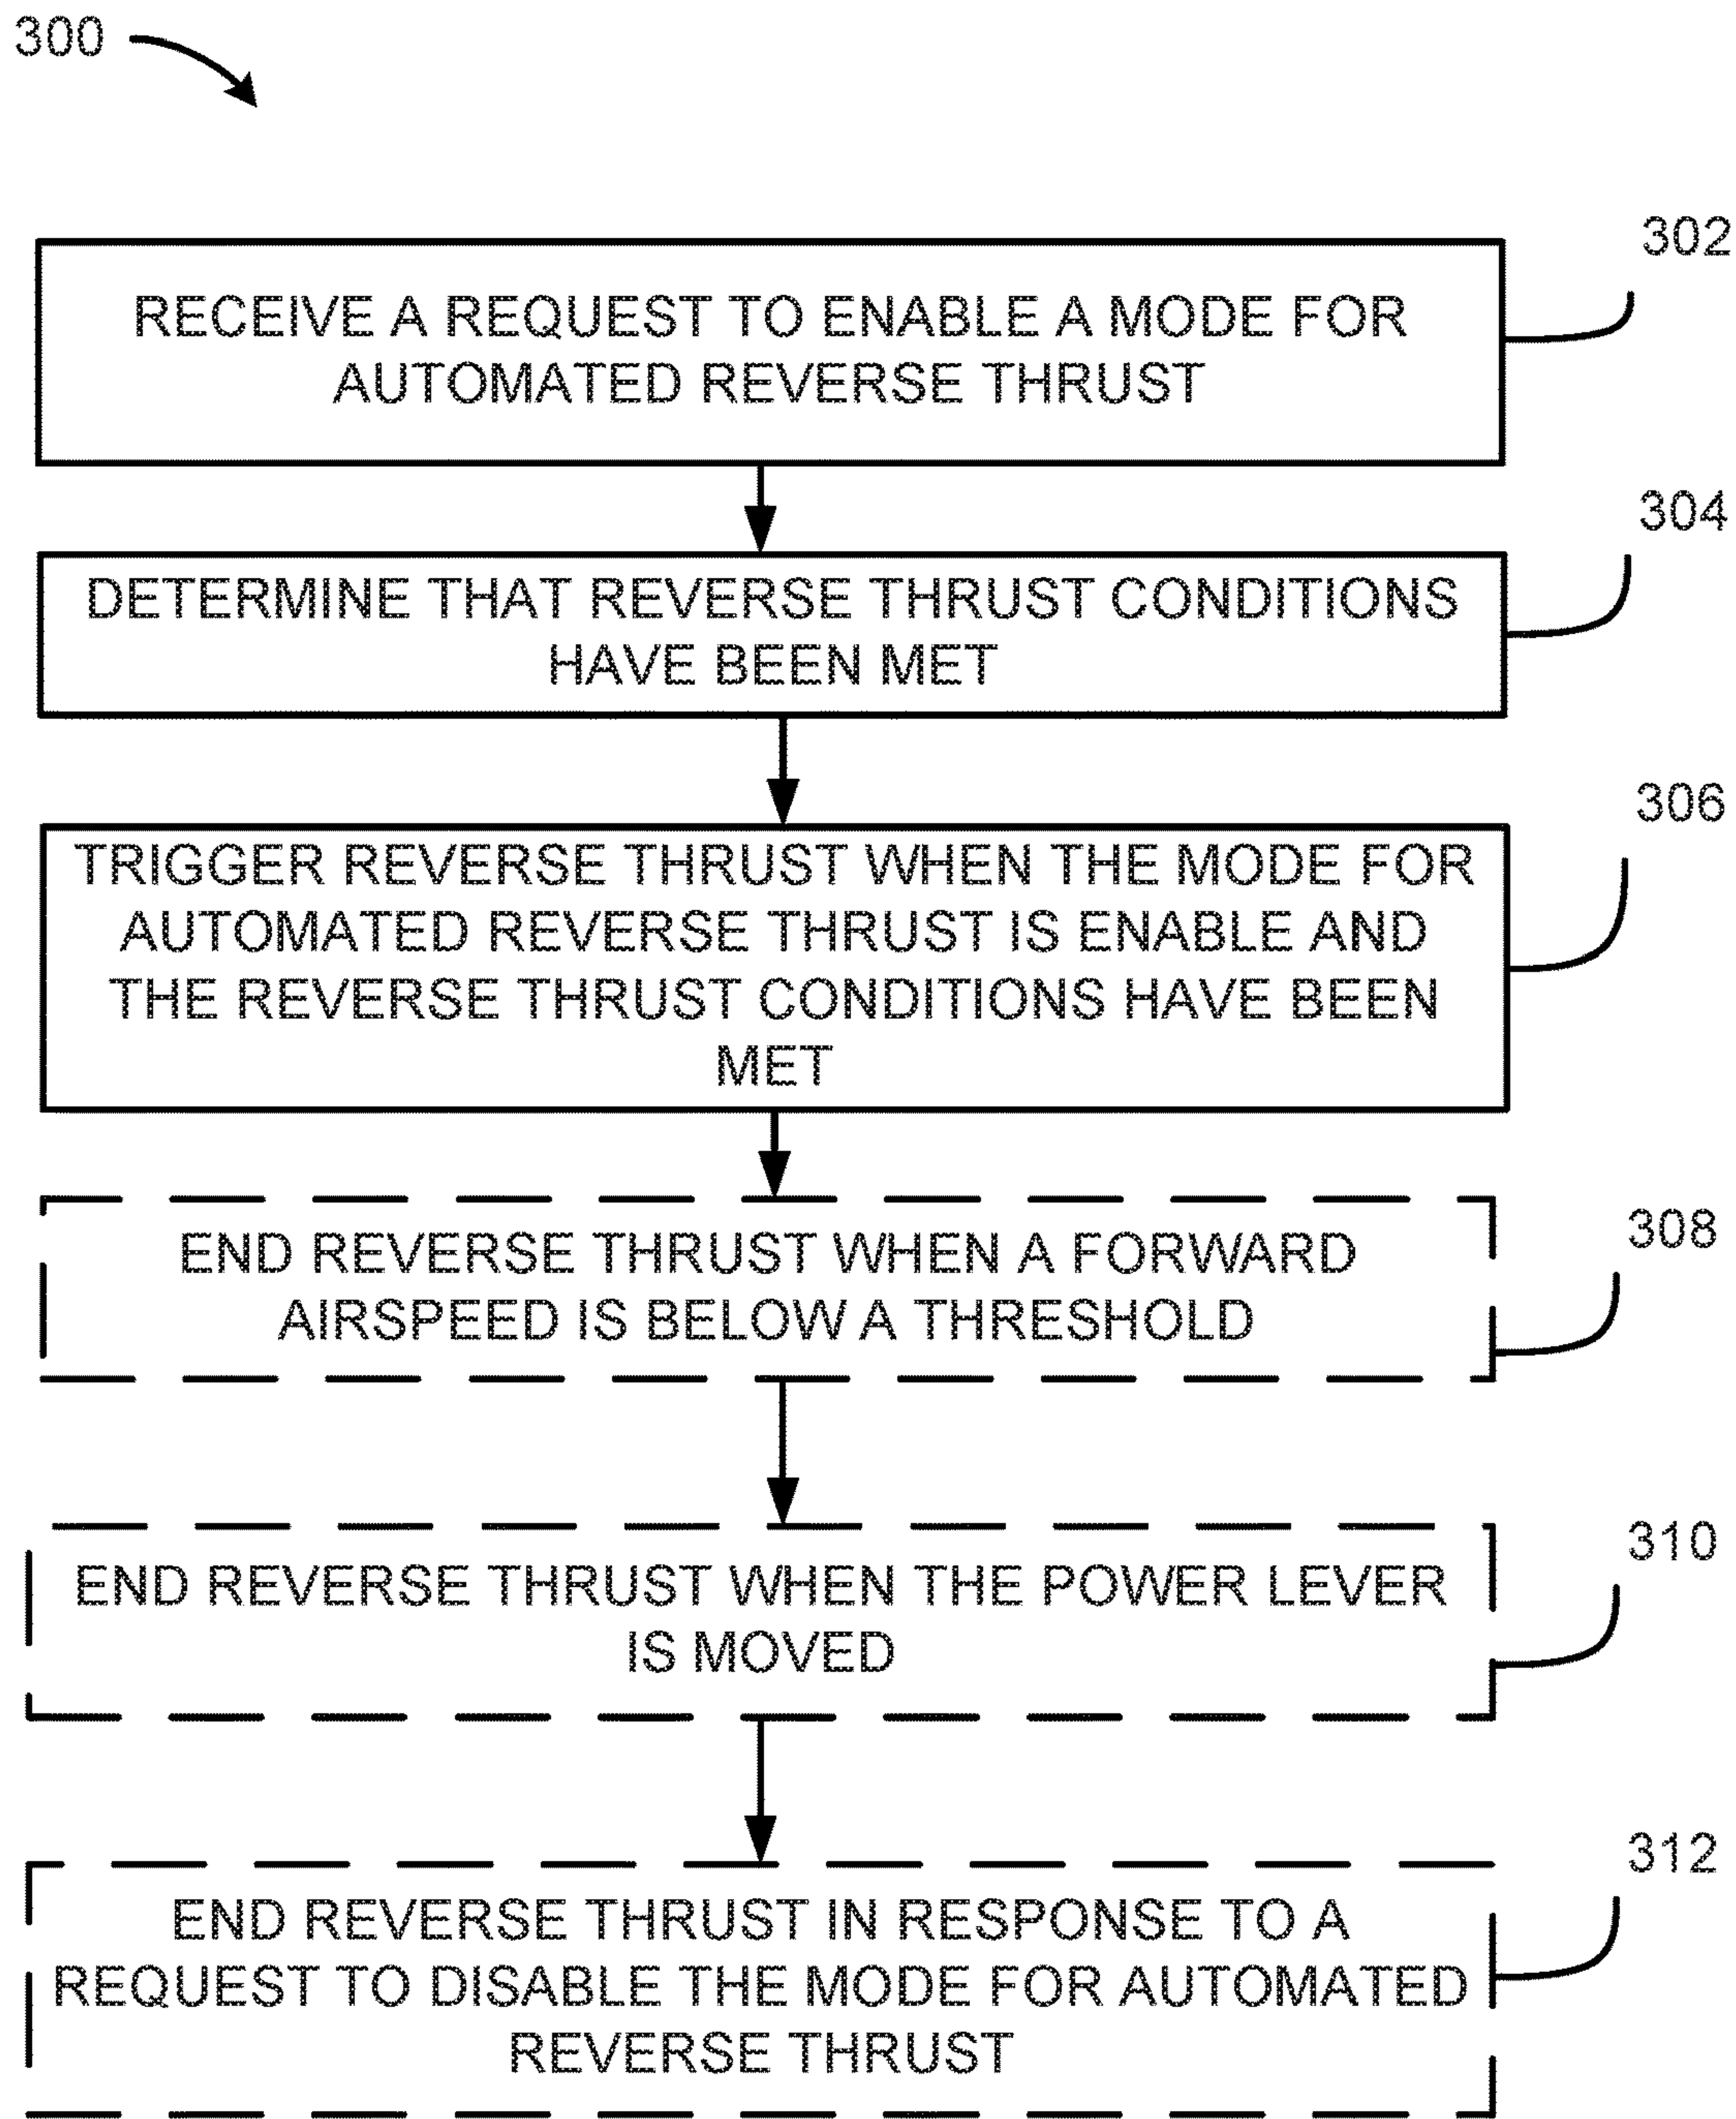 300
302
RECEIVE A REQUEST TO ENABLE A MODE FOR
AUTOMATED REVERSE THRUST
304
DETERMINE THAT REVERSE THRUST CONDITIONS
HAVE BEEN MET
306
TRIGGER REVERSE THRUST WHEN THE MODE FOR
AUTOMATED REVERSE THRUST IS ENABLE AND
THE REVERSE THRUST CONDITIONS HAVE BEEN
MET
308
END REVERSE THRUST WHEN A FORWARD
AIRSPEED IS BELOW A THRESHOLD
310
END REVERSE THRUST WHEN THE POWER LEVER
IS MOVED
312
END REVERSE THRUST IN RESPONSE TO A
REQUEST TO DISABLE THE MODE FOR AUTOMATED
REVERSE THRUST